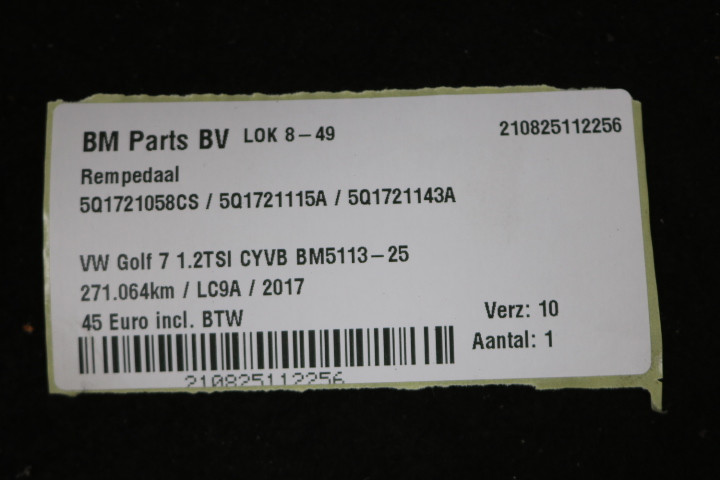 BM Parts BV LOK 8-49 210825112256
Rempedaal
5Q1721058CS / 5Q1721115A / 5Q1721143A
VW Golf 7 1.2TSI CYVB BM5113-25
271.064km / LC9A / 2017
45 Euro incl. BTW
Verz: 10
Aantal: 1
210825112256